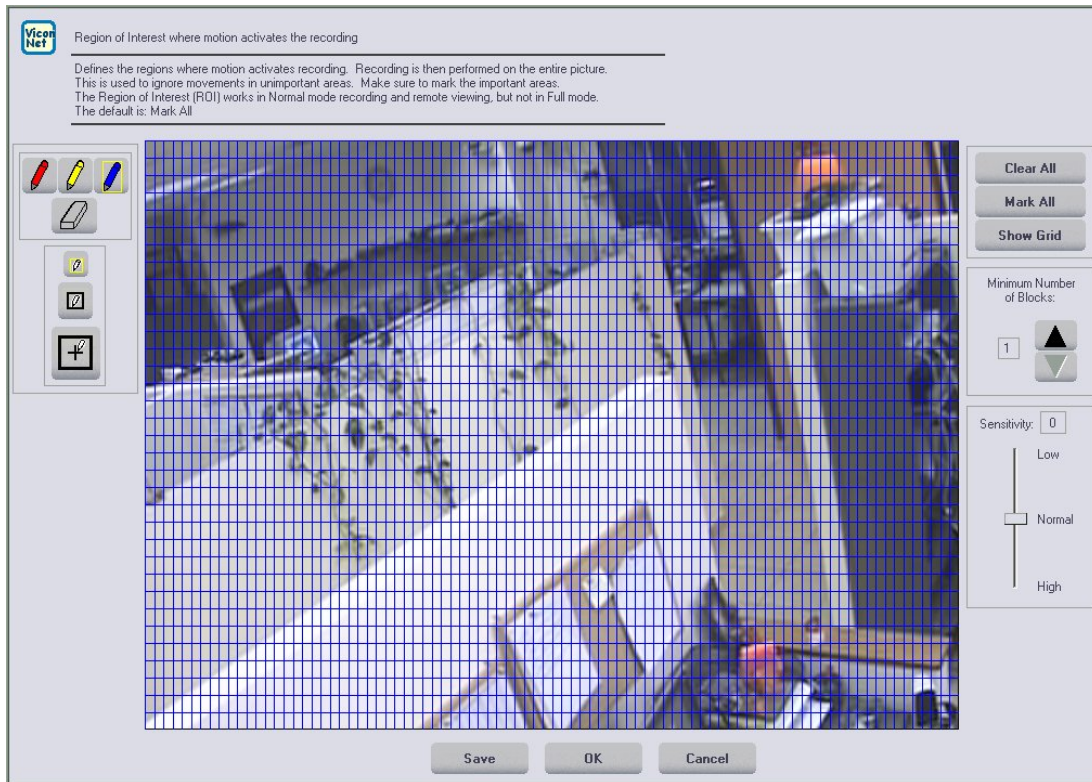 Vicon
Net
Region of Interest where motion activates the recording
Defines the regions where motion activates recording. Recording is then performed on the entire picture.
This is used to ignore movements in unimportant areas. Make sure to mark the important areas.
The Region of Interest (ROI) works in Normal mode recording and remote viewing, but not in Full mode.
The default is: Mark All
Clear All
Mark All
Show Grid
Minimum Number
of Blocks:
1
Sensitivity: 0
Low
Normal
High
Save
OK
Cancel